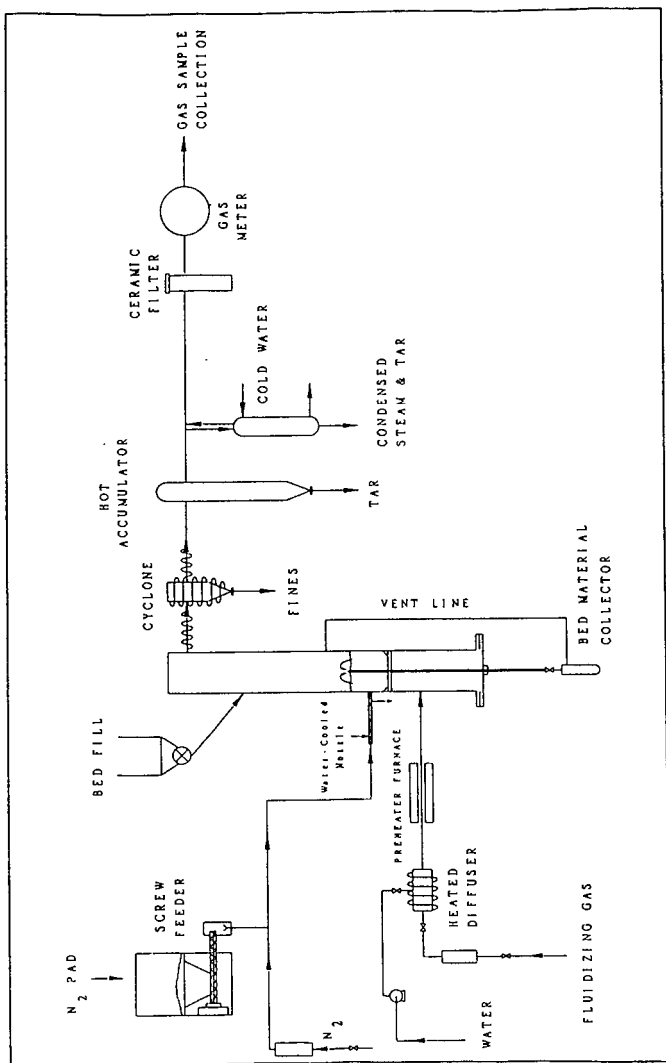 N2 PAD
SCREW
FEEDER
BED FILL
CYCLONE
HOT
ACCUMULATOR
CERAMIC
FILTER
GAS
METER
GAS SAMPLE
COLLECTION
COLD WATER
CONDENSED
STEAM & TAR
TAR
FINES
VENT LINE
BED MATERIAL
COLLECTOR
Water-Cooled
Nozzle
PREHEATER FURNACE
HEATED
DIFFUSER
N2
WATER
FLUIDIZING GAS